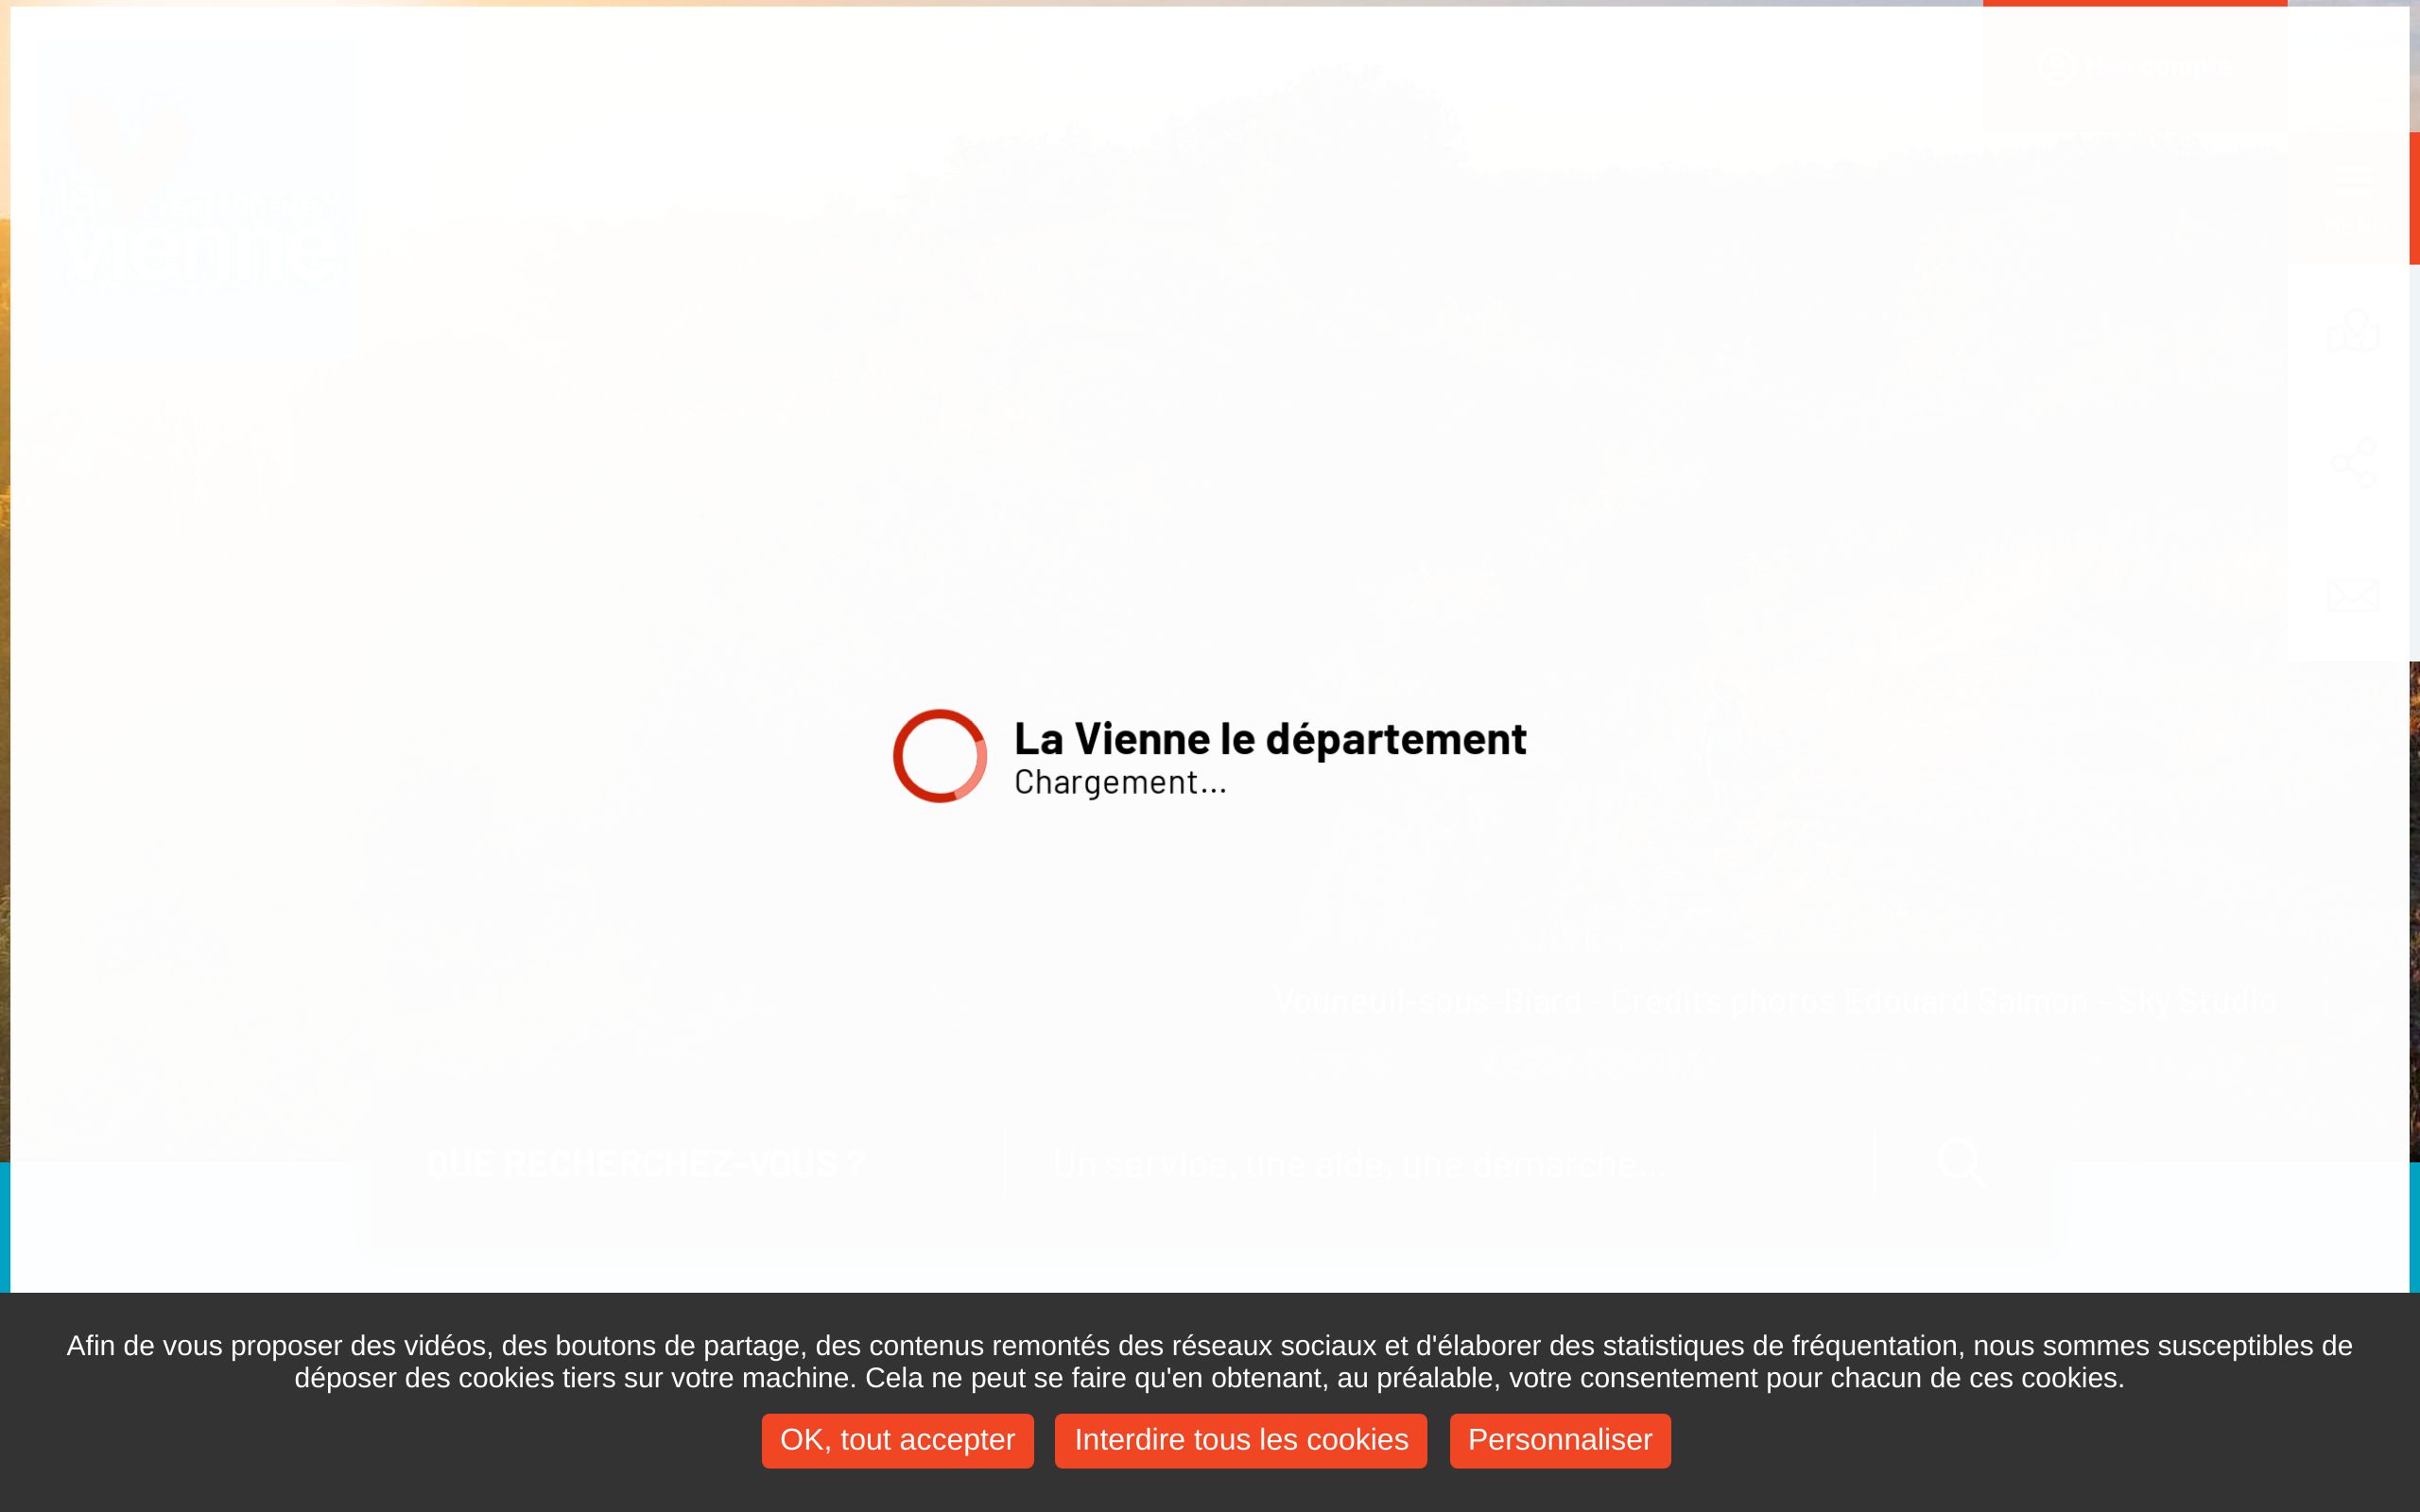 la
vienne
La Vienne le département
Chargement...
Vouneuil-sous-Biard - Crédits photos Edouard Salmon - Sky Studio
QUE RECHERCHEZ-VOUS ?
Un service, une aide, une démarche...
Afin de vous proposer des vidéos, des boutons de partage, des contenus remontés des réseaux sociaux et d'élaborer des statistiques de fréquentation, nous sommes susceptibles de
déposer des cookies tiers sur votre machine. Cela ne peut se faire qu'en obtenant, au préalable, votre consentement pour chacun de ces cookies.
OK, tout accepter
Interdire tous les cookies
Personnaliser